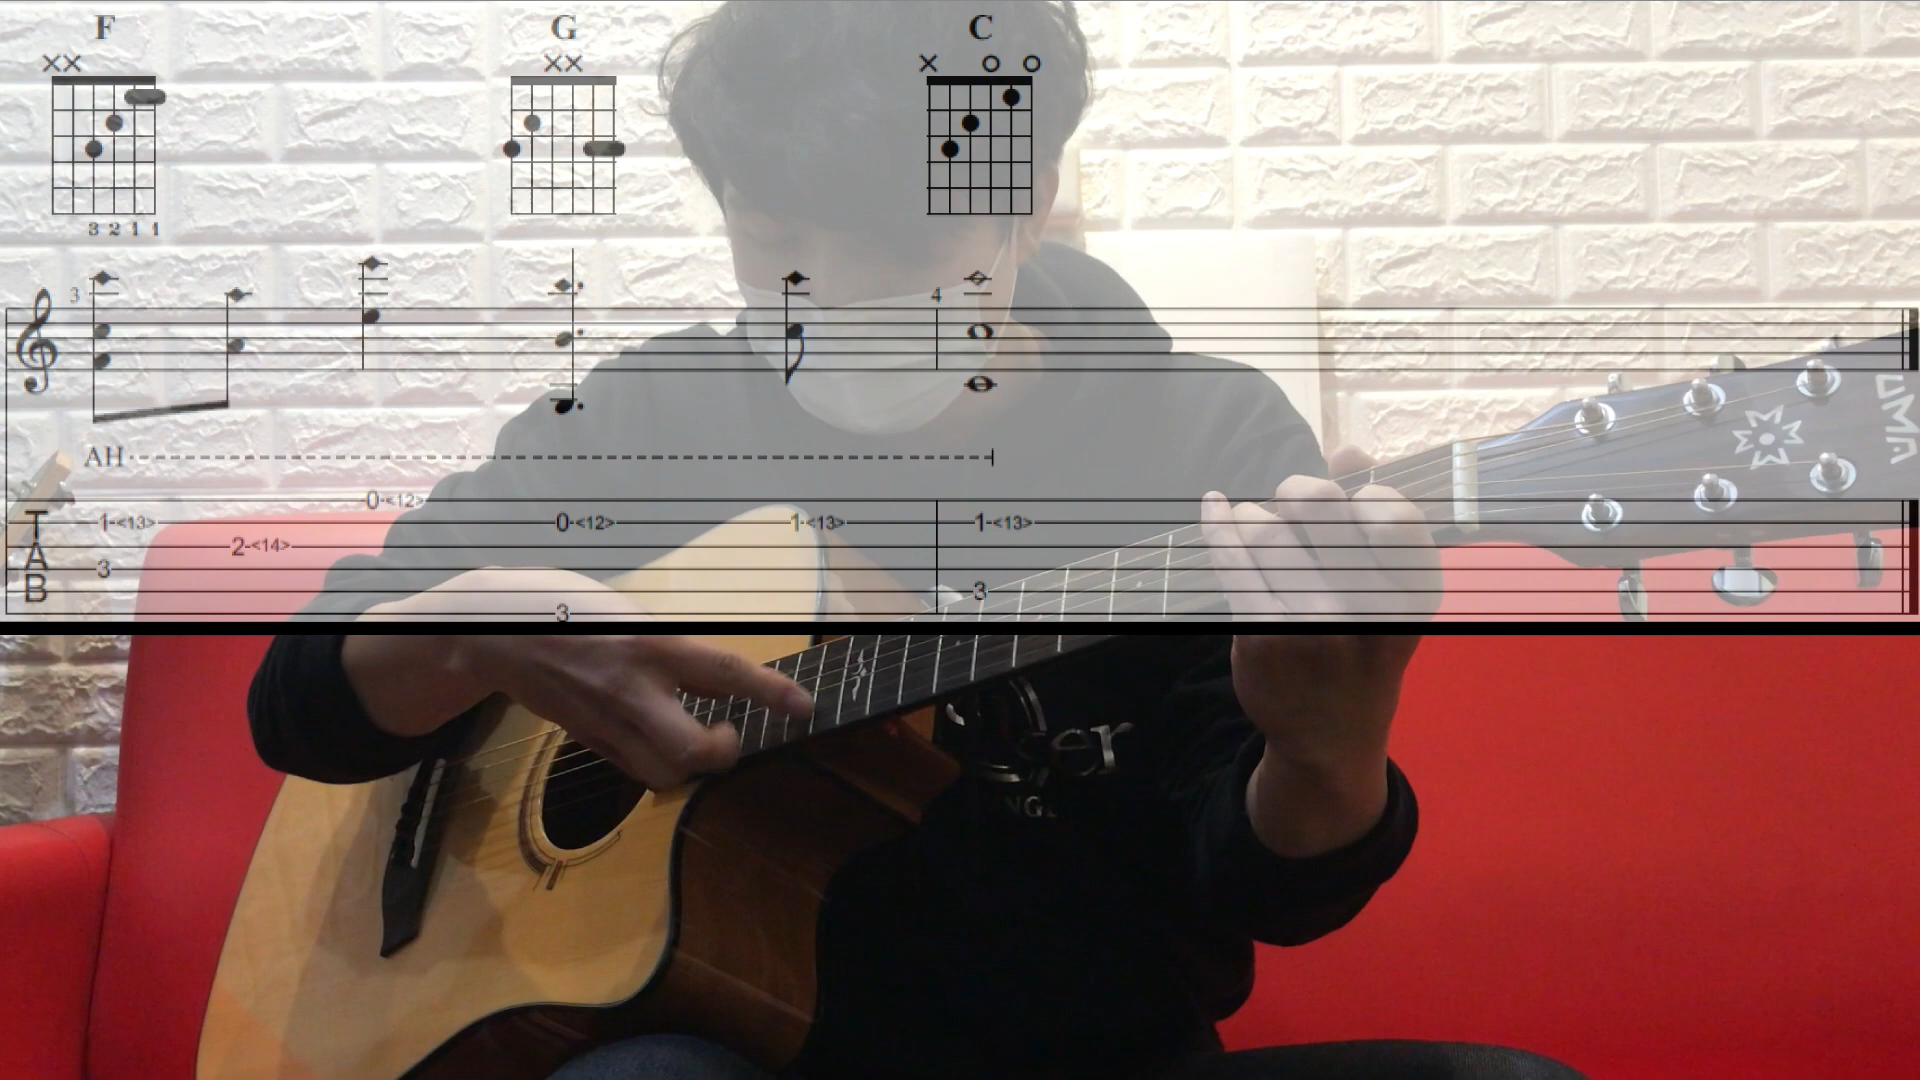 F G C
×× ×× × ○ ○
3 2 1 1
3 4
AH
0-<12>
1-<13> 0-<12> 1-<13> 1-<13>
2-<14>
3
3
3
TAB